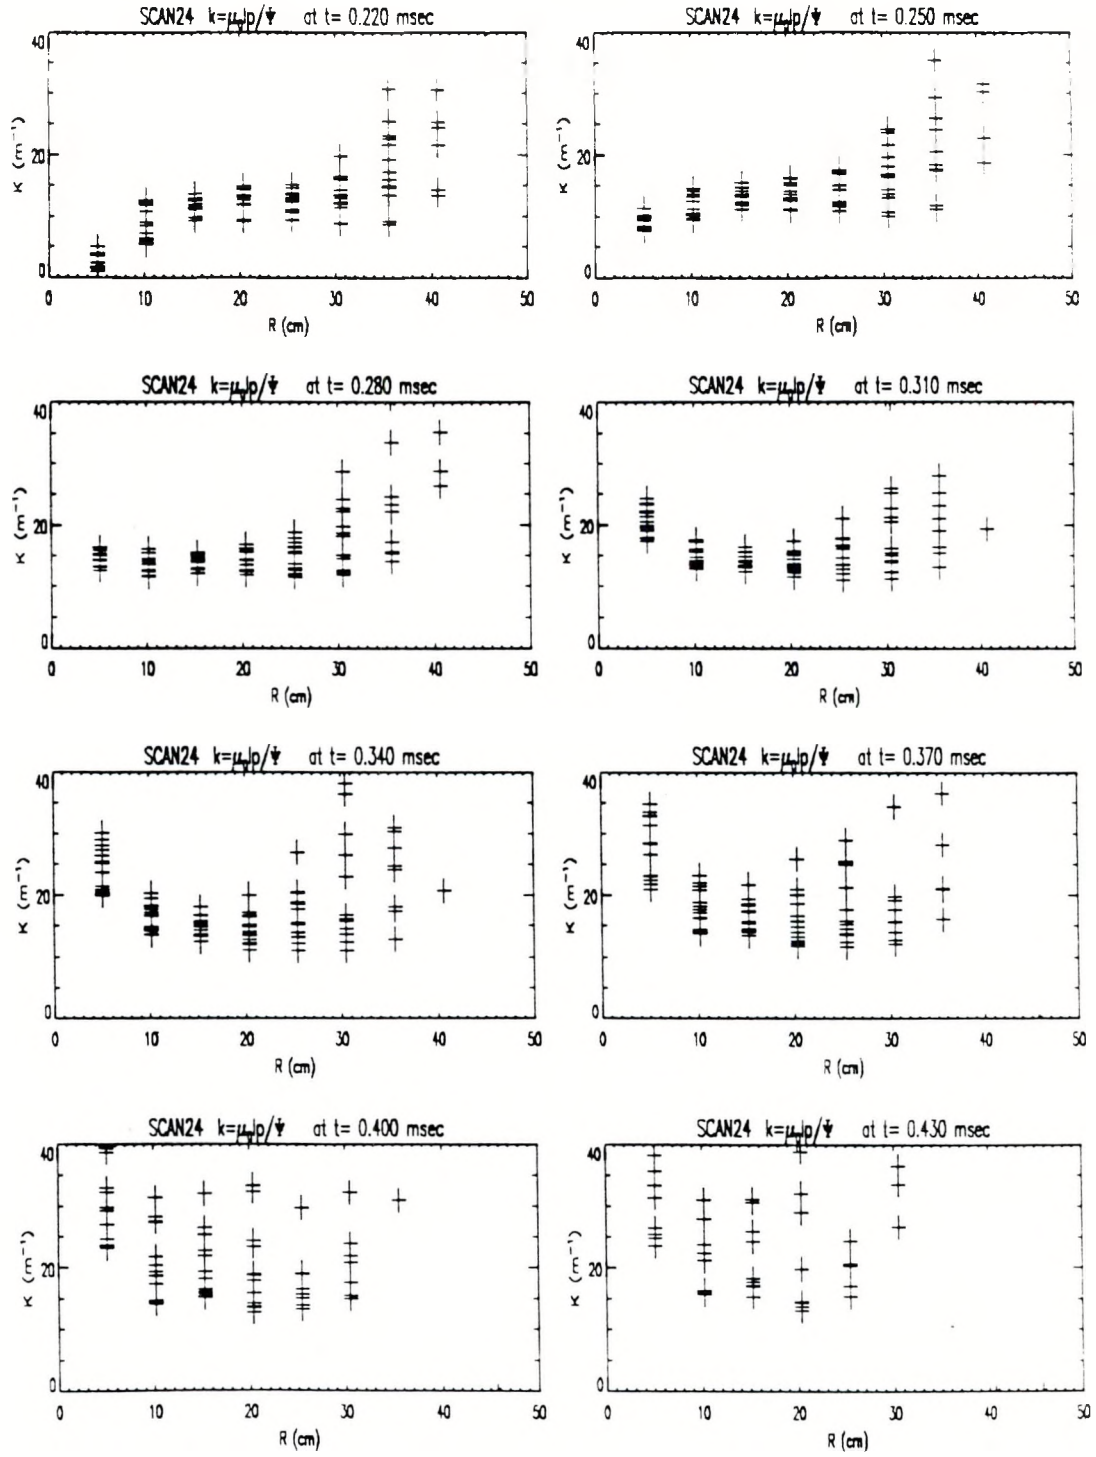 SCAN24 k=μ₀Jp/Ψ at t= 0.220 msec
40
20
0
K (m⁻¹)
0 10 20 30 40 50
R (cm)
SCAN24 k=μ₀Jp/Ψ at t= 0.250 msec
40
20
0
K (m⁻¹)
0 10 20 30 40 50
R (cm)
SCAN24 k=μ₀Jp/Ψ at t= 0.280 msec
40
20
0
K (m⁻¹)
0 10 20 30 40 50
R (cm)
SCAN24 k=μ₀Jp/Ψ at t= 0.310 msec
40
20
0
K (m⁻¹)
0 10 20 30 40 50
R (cm)
SCAN24 k=μ₀Jp/Ψ at t= 0.340 msec
40
20
0
K (m⁻¹)
0 10 20 30 40 50
R (cm)
SCAN24 k=μ₀Jp/Ψ at t= 0.370 msec
40
20
0
K (m⁻¹)
0 10 20 30 40 50
R (cm)
SCAN24 k=μ₀Jp/Ψ at t= 0.400 msec
40
20
0
K (m⁻¹)
0 10 20 30 40 50
R (cm)
SCAN24 k=μ₀Jp/Ψ at t= 0.430 msec
40
20
0
K (m⁻¹)
0 10 20 30 40 50
R (cm)